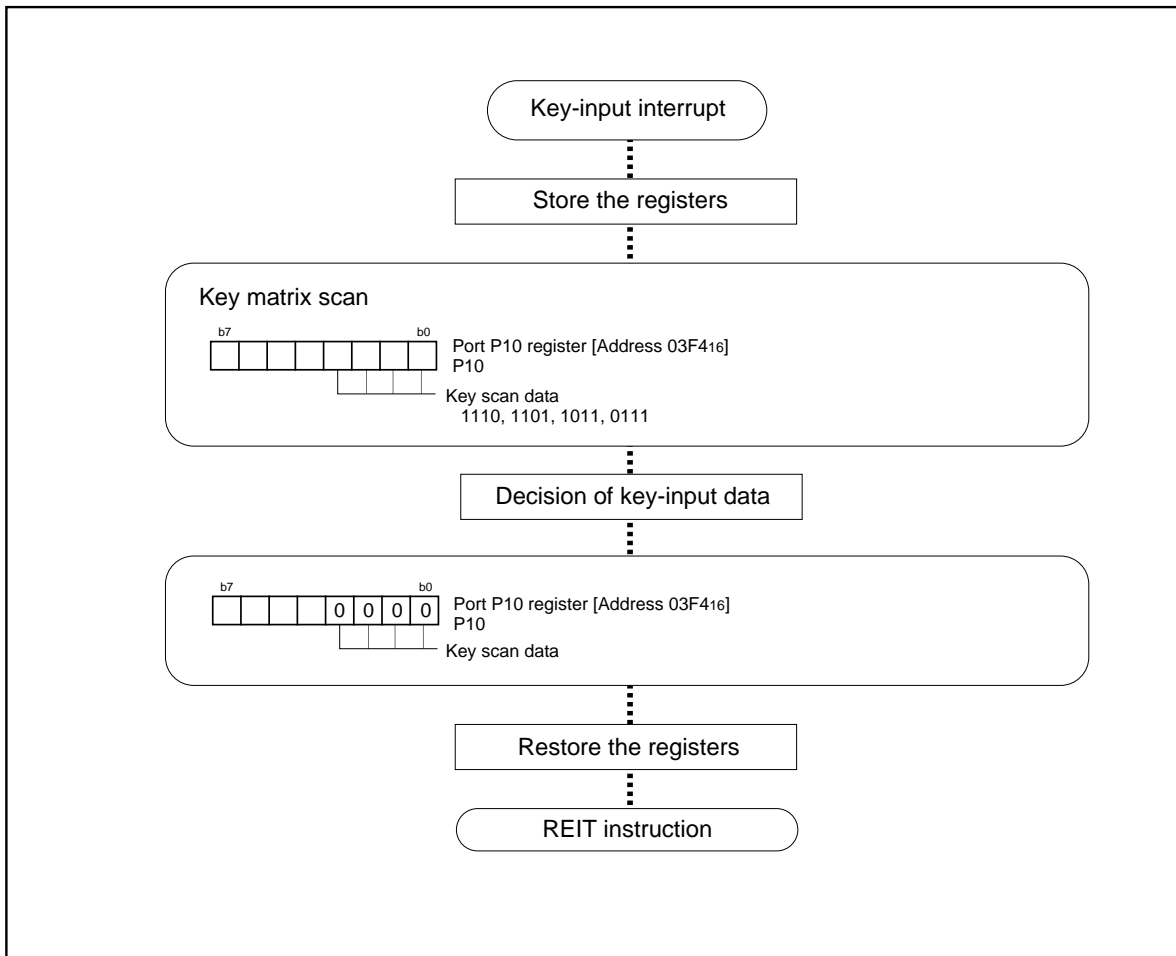 Key-input interrupt
Store the registers
Key matrix scan
b7 b0
Port P10 register [Address 03F416]
P10
Key scan data
1110, 1101, 1011, 0111
Decision of key-input data
b7 b0
0 0 0 0
Port P10 register [Address 03F416]
P10
Key scan data
Restore the registers
REIT instruction